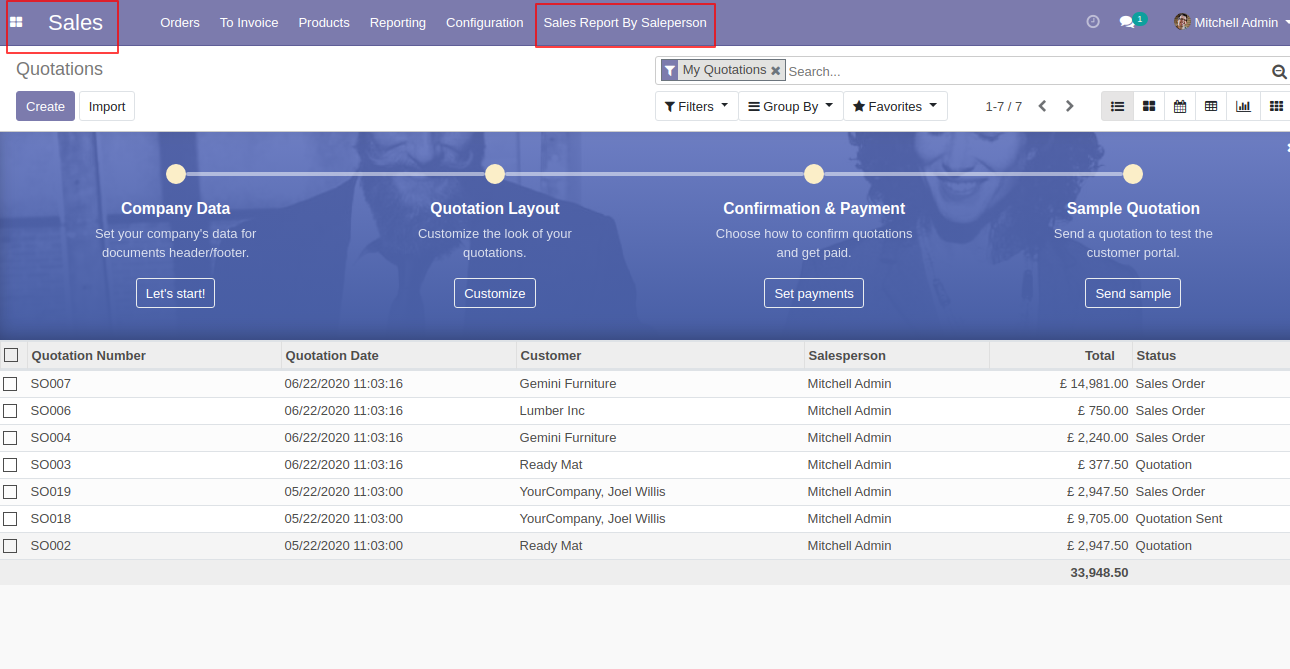 Sales Orders To Invoice Products Reporting Configuration Sales Report By Saleperson 1 Mitchell Admin
Quotations
My Quotations Search...
Create Import Filters Group By Favorites 1-7 / 7
Company Data Quotation Layout Confirmation & Payment Sample Quotation
Set your company's data for Customize the look of your Choose how to confirm quotations Send a quotation to test the
documents header/footer. quotations. and get paid. customer portal.
Let's start! Customize Set payments Send sample
Quotation Number Quotation Date Customer Salesperson Total Status
SO007 06/22/2020 11:03:16 Gemini Furniture Mitchell Admin £ 14,981.00 Sales Order
SO006 06/22/2020 11:03:16 Lumber Inc Mitchell Admin £ 750.00 Sales Order
SO004 06/22/2020 11:03:16 Gemini Furniture Mitchell Admin £ 2,240.00 Sales Order
SO003 06/22/2020 11:03:16 Ready Mat Mitchell Admin £ 377.50 Quotation
SO019 05/22/2020 11:03:00 YourCompany, Joel Willis Mitchell Admin £ 2,947.50 Sales Order
SO018 05/22/2020 11:03:00 YourCompany, Joel Willis Mitchell Admin £ 9,705.00 Quotation Sent
SO002 05/22/2020 11:03:00 Ready Mat Mitchell Admin £ 2,947.50 Quotation
33,948.50